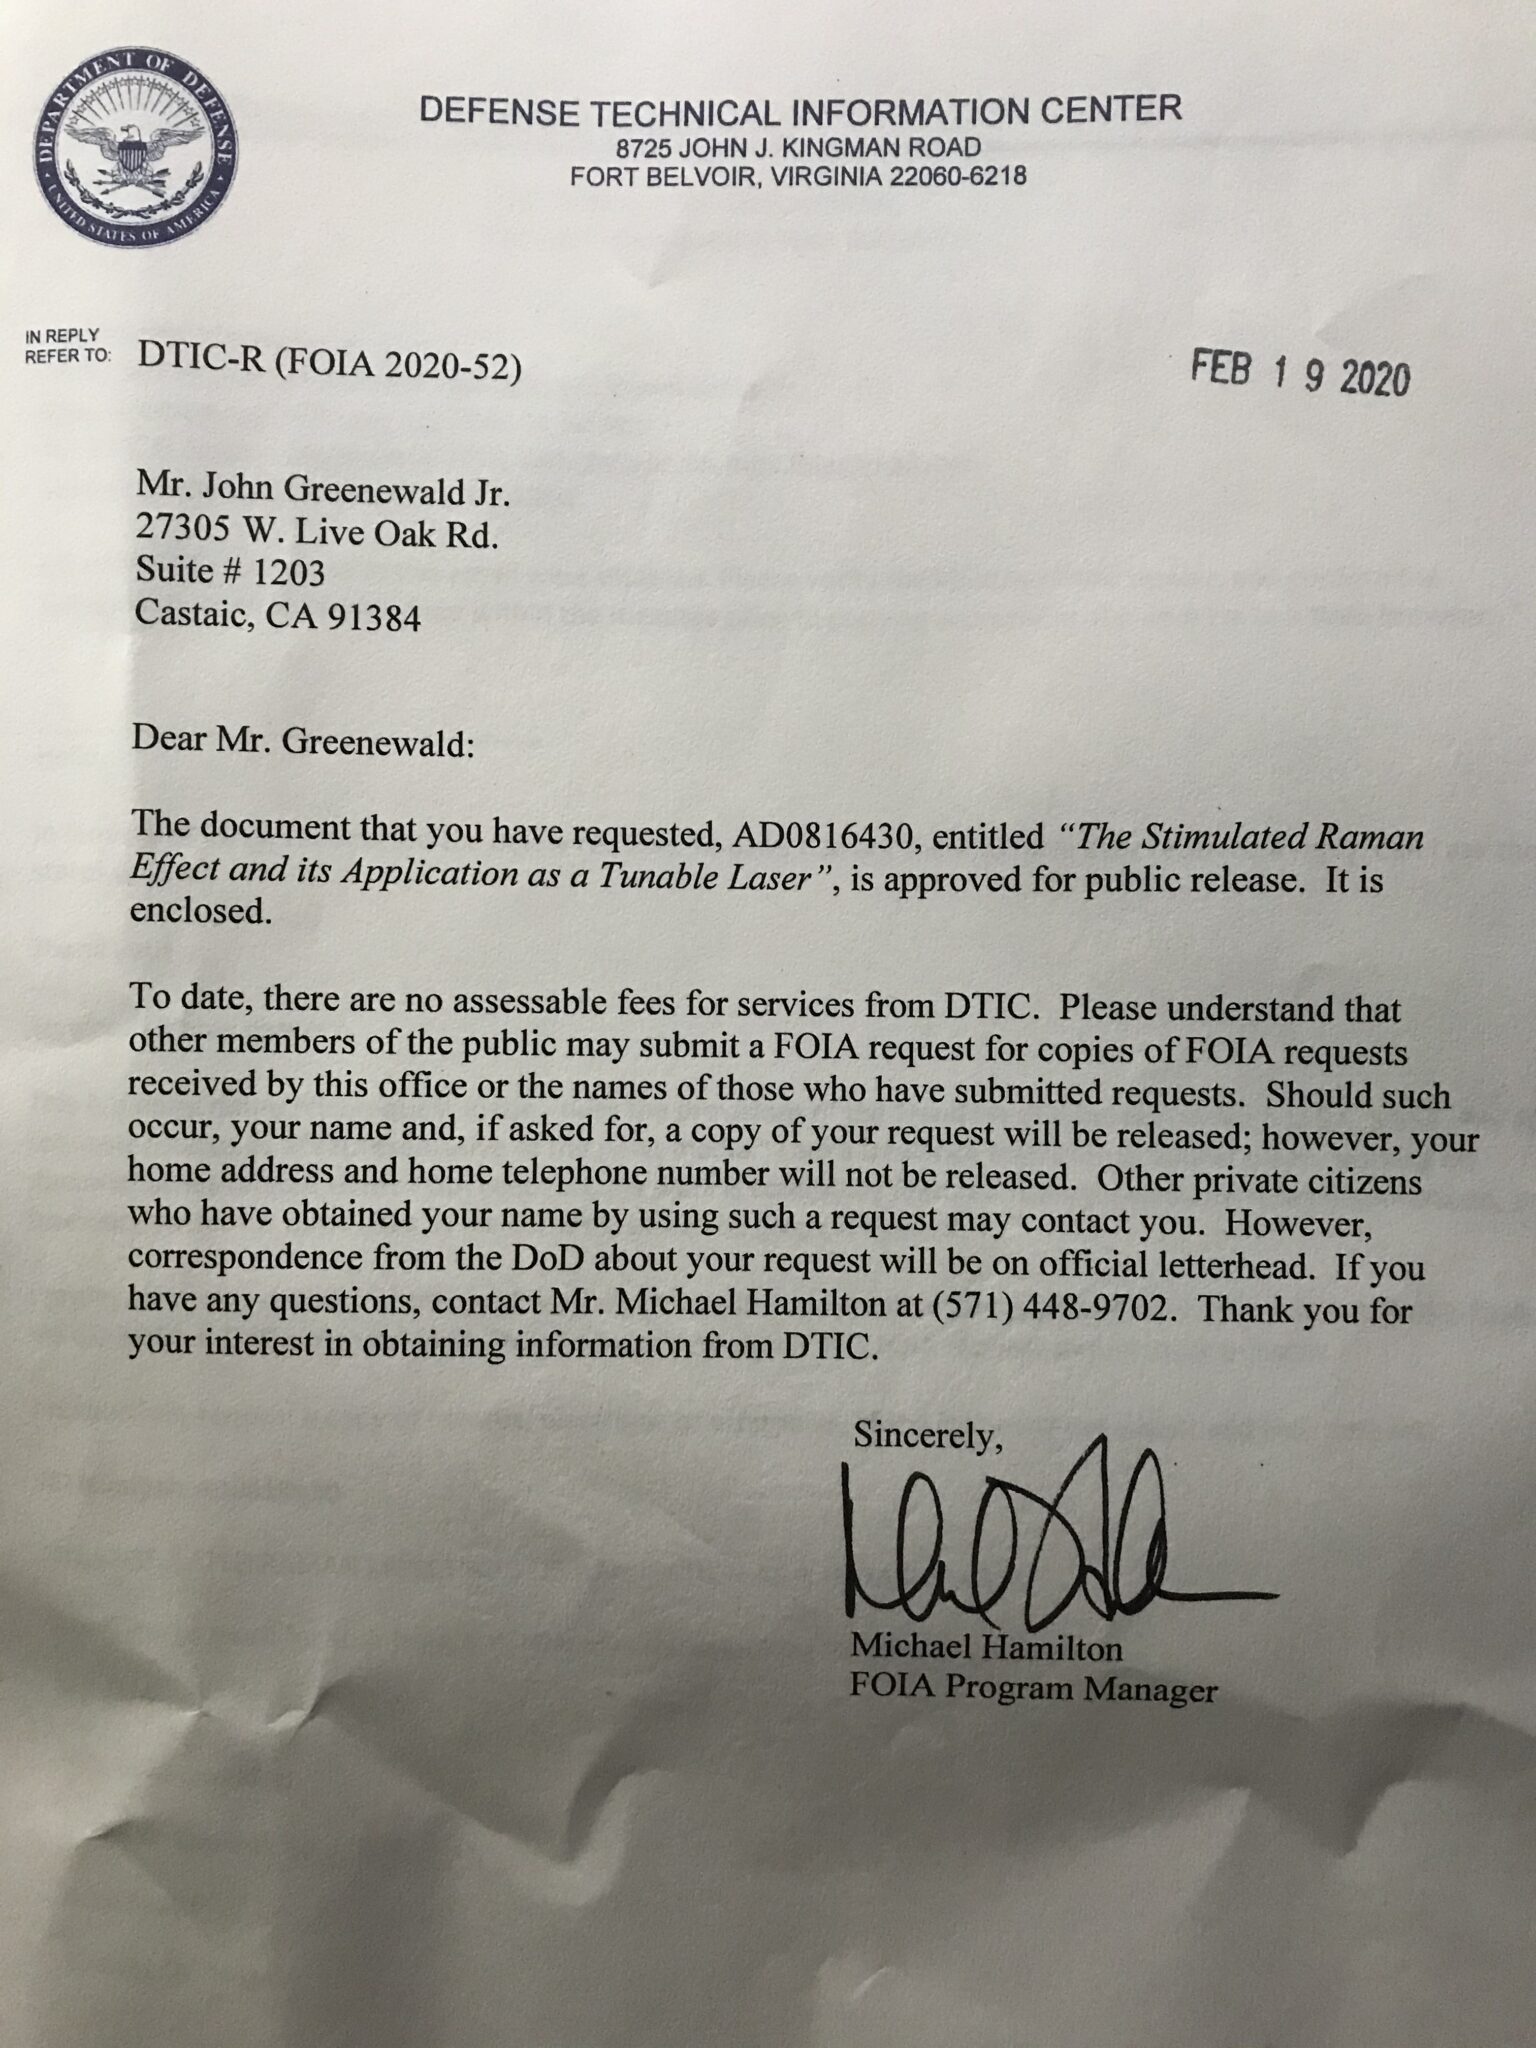 DEPARTMENT OF DEFENSE
UNITED STATES OF AMERICA
DEFENSE TECHNICAL INFORMATION CENTER
8725 JOHN J. KINGMAN ROAD
FORT BELVOIR, VIRGINIA 22060-6218
IN REPLY
REFER TO: DTIC-R (FOIA 2020-52)
FEB 19 2020
Mr. John Greenewald Jr.
27305 W. Live Oak Rd.
Suite # 1203
Castaic, CA 91384
Dear Mr. Greenewald:
The document that you have requested, AD0816430, entitled “The Stimulated Raman
Effect and its Application as a Tunable Laser”, is approved for public release. It is
enclosed.
To date, there are no assessable fees for services from DTIC. Please understand that
other members of the public may submit a FOIA request for copies of FOIA requests
received by this office or the names of those who have submitted requests. Should such
occur, your name and, if asked for, a copy of your request will be released; however, your
home address and home telephone number will not be released. Other private citizens
who have obtained your name by using such a request may contact you. However,
correspondence from the DoD about your request will be on official letterhead. If you
have any questions, contact Mr. Michael Hamilton at (571) 448-9702. Thank you for
your interest in obtaining information from DTIC.
Sincerely,
Michael Hamilton
FOIA Program Manager